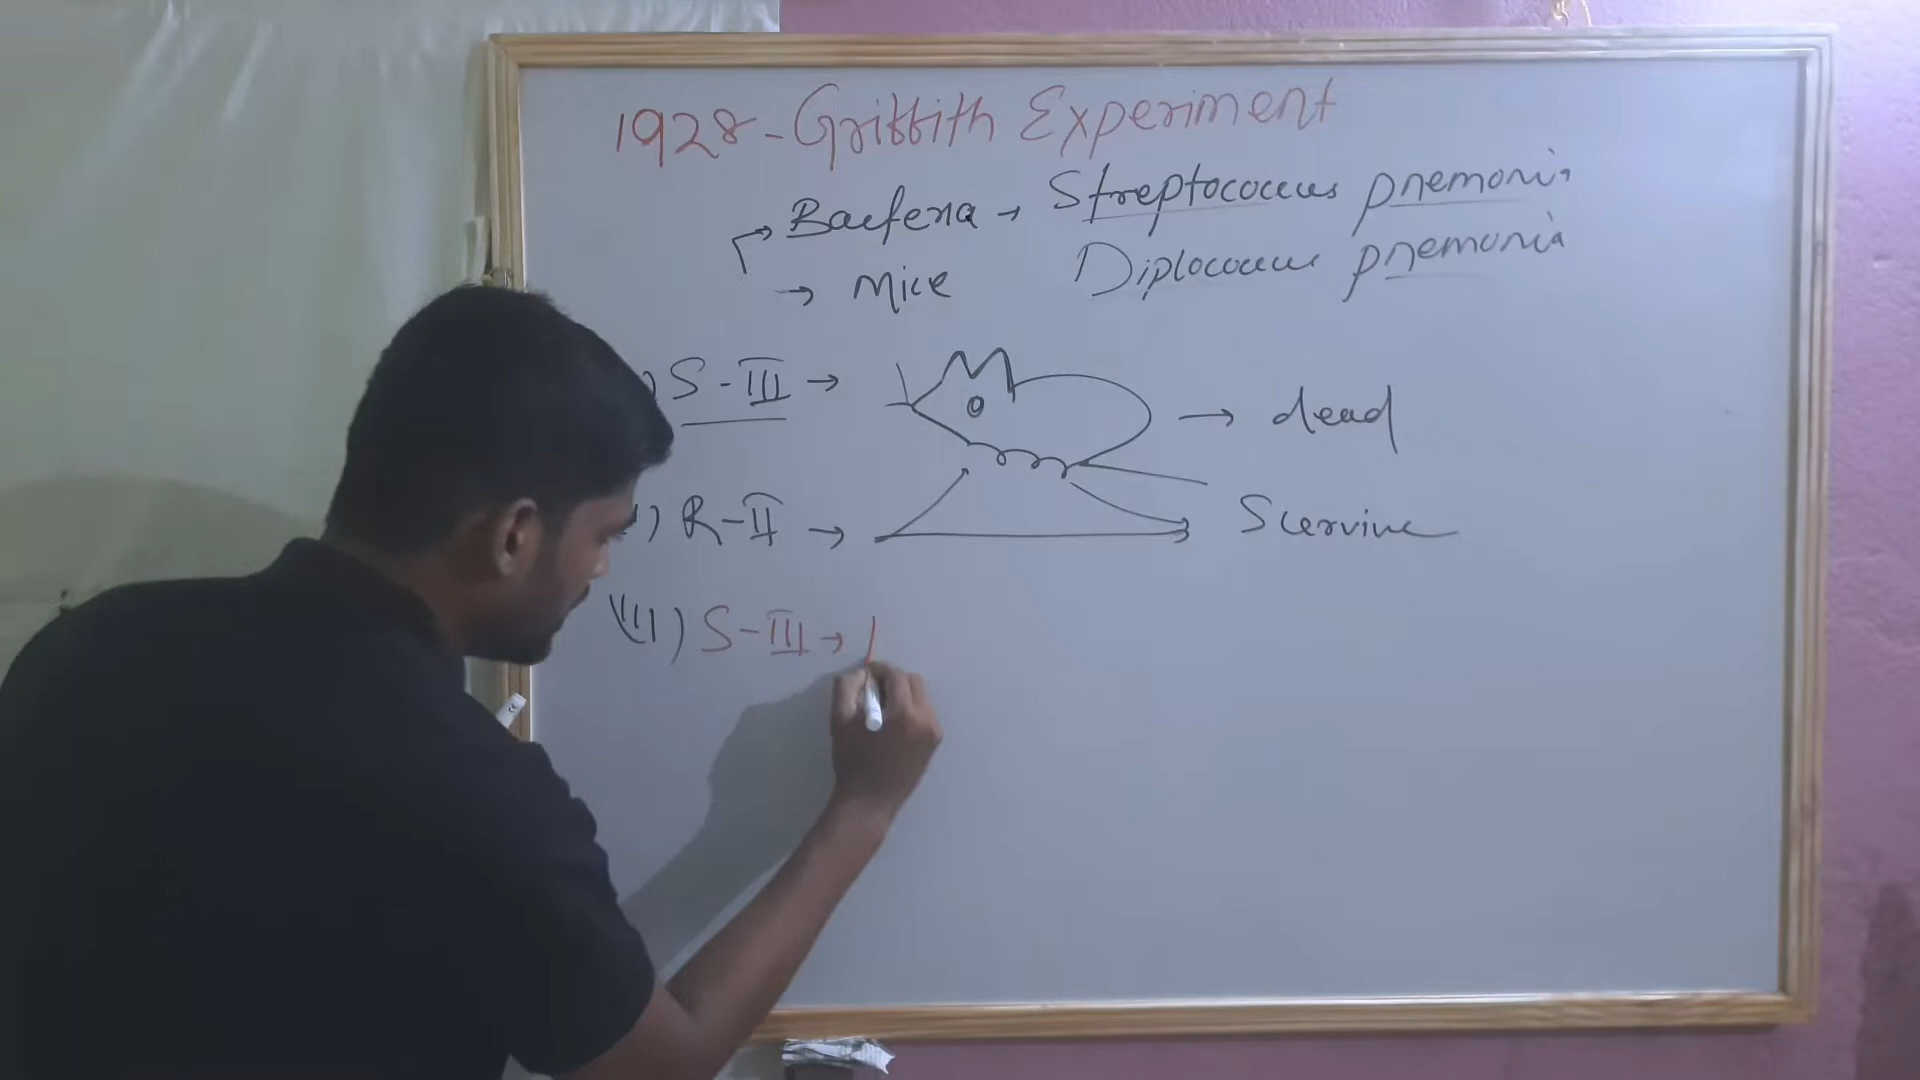 1928-Griffith Experiment
→ Bacteria → Streptococcus pnemonia
→ Mice Diplococcus pnemonia
) S-III → → dead
) R-II → Survive
(III) S-III →